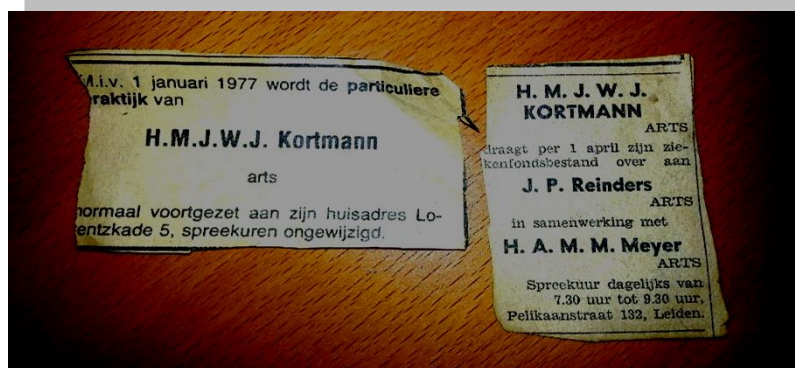 M.i.v. 1 januari 1977 wordt de particuliere
praktijk van
H.M.J.W.J. Kortmann
arts
normaal voortgezet aan zijn huisadres Lo-
entzkade 5, spreekuren ongewijzigd.
H. M. J. W. J.
KORTMANN
ARTS
draagt per 1 april zijn zie-
kenfondsbestand over aan
J. P. Reinders
ARTS
in samenwerking met
H. A. M. M. Meyer
ARTS
Spreekuur dagelijks van
7.30 uur tot 9.30 uur,
Pelikaanstraat 132, Leiden.